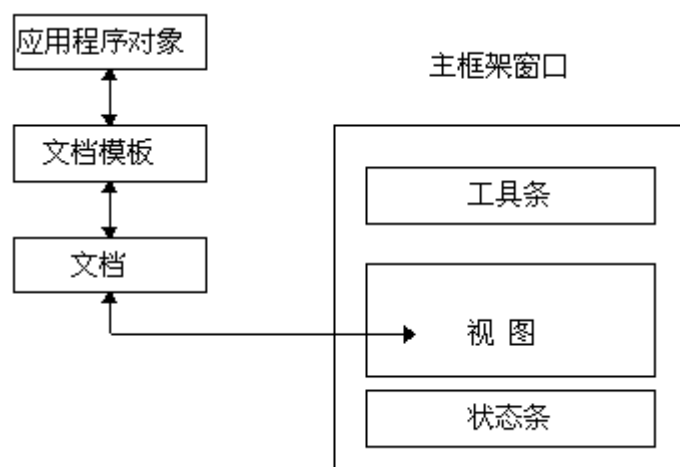 应用程序对象
主框架窗口
文档模板
工具条
文档
视 图
状态条